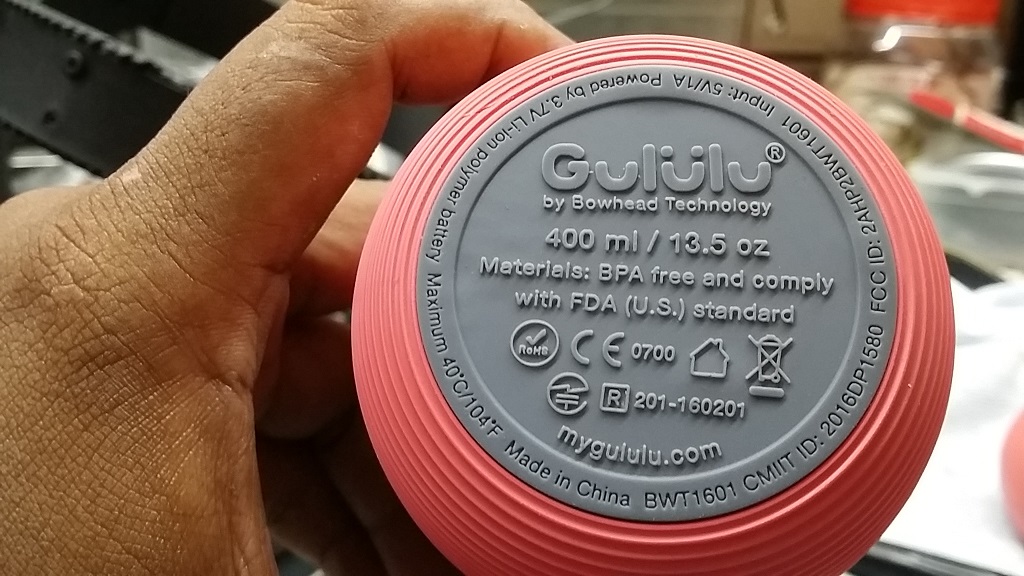 Gululu®
by Bowhead Technology
400 ml / 13.5 oz
Materials: BPA free and comply
with FDA (U.S.) standard
RoHS CE 0700
R 201-160201
mygululu.com
Input: 5V/1A Powered by 3.7V Li-ion polymer battery Maximum 40°C/104°F Made in China BWT1601 CMIIT ID: 2016DP1580 FCC ID: 2AHP2BWT1601